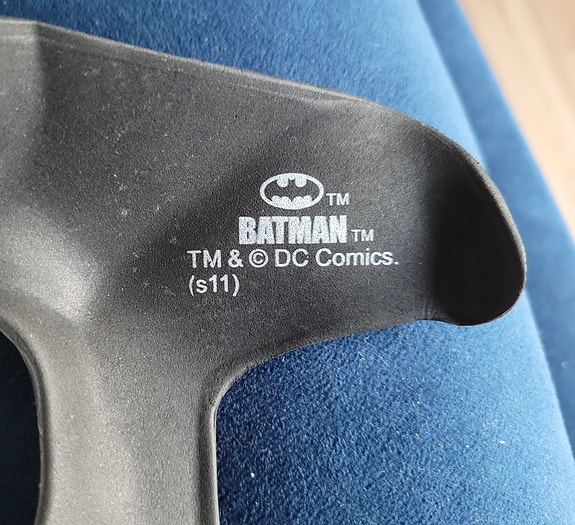 TM
BATMAN TM
TM & © DC Comics.
(s11)